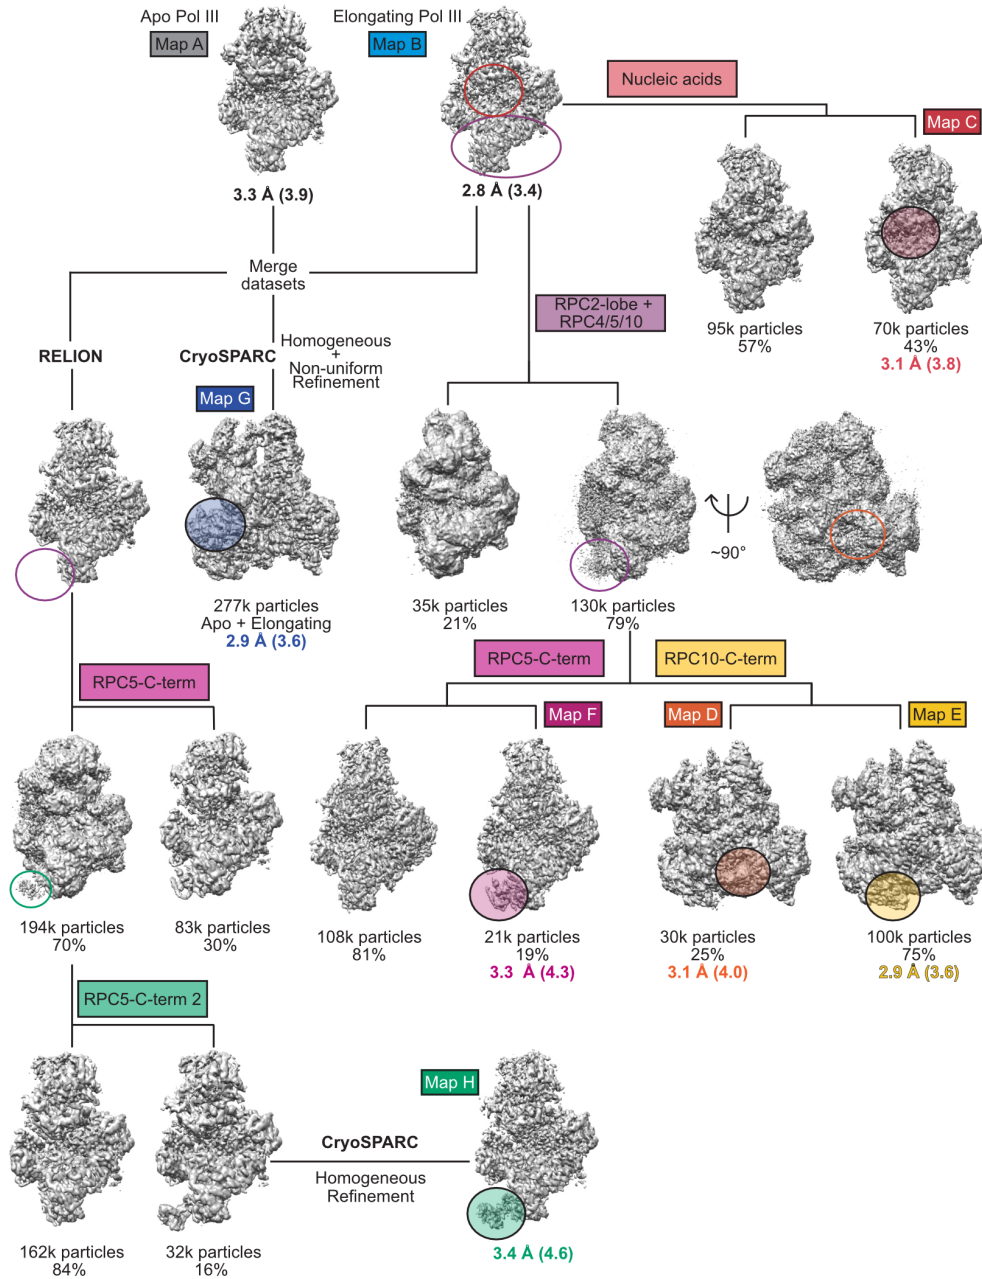 Apo Pol III
Map A
Elongating Pol III
Map B
Nucleic acids
Map C
3.3 Å (3.9)
2.8 Å (3.4)
Merge
datasets
RPC2-lobe +
RPC4/5/10
95k particles
57%
70k particles
43%
3.1 Å (3.8)
RELION
CryoSPARC
Homogeneous
+
Non-uniform
Refinement
Map G
~90°
277k particles
Apo + Elongating
2.9 Å (3.6)
35k particles
21%
130k particles
79%
RPC5-C-term
RPC5-C-term
RPC10-C-term
Map F
Map D
Map E
194k particles
70%
83k particles
30%
108k particles
81%
21k particles
19%
3.3 Å (4.3)
30k particles
25%
3.1 Å (4.0)
100k particles
75%
2.9 Å (3.6)
RPC5-C-term 2
Map H
CryoSPARC
Homogeneous
Refinement
162k particles
84%
32k particles
16%
3.4 Å (4.6)